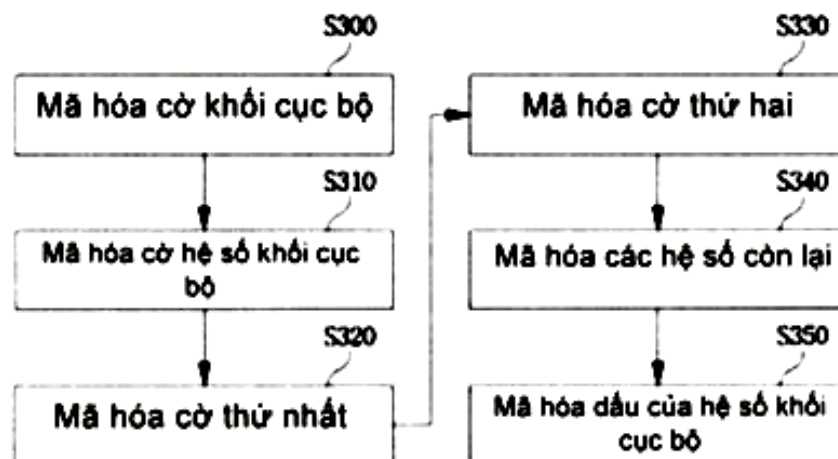 S300
Mã hóa cờ khối cục bộ
S310
Mã hóa cờ hệ số khối cục
bộ
S320
Mã hóa cờ thứ nhất
S330
Mã hóa cờ thứ hai
S340
Mã hóa các hệ số còn lại
S350
Mã hóa dấu của hệ số khối
cục bộ